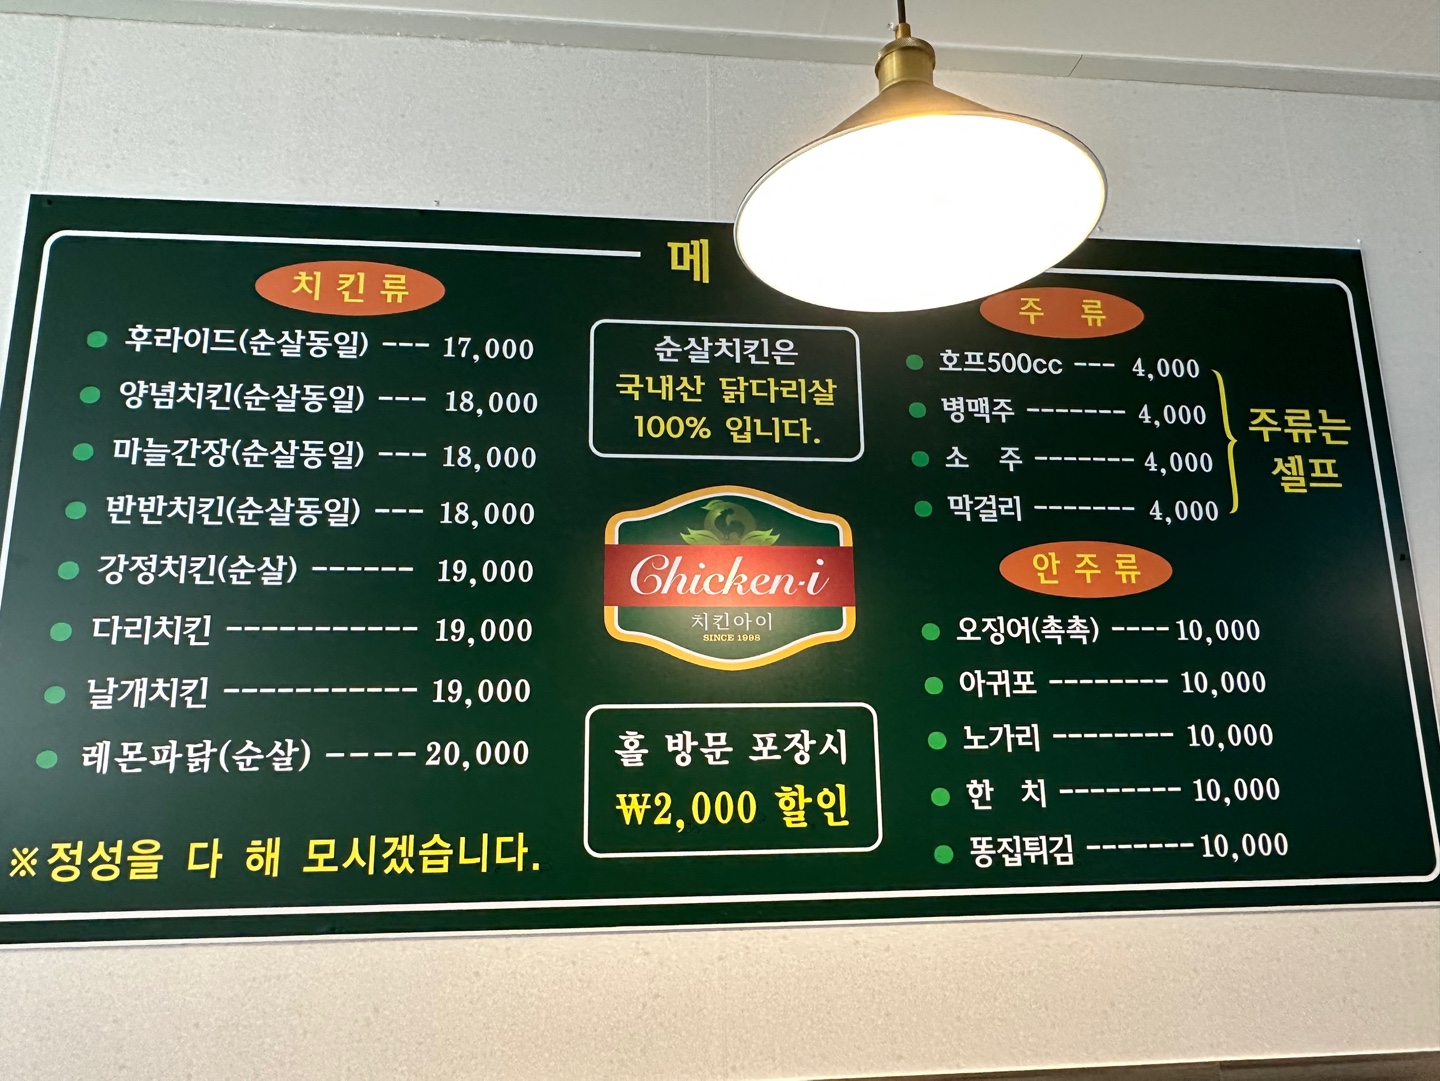 메
치킨류
후라이드(순살동일) --- 17,000
양념치킨(순살동일) --- 18,000
마늘간장(순살동일) --- 18,000
반반치킨(순살동일) --- 18,000
강정치킨(순살) ------ 19,000
다리치킨 ----------- 19,000
날개치킨 ----------- 19,000
레몬파닭(순살) ---- 20,000
※정성을 다 해 모시겠습니다.
순살치킨은
국내산 닭다리살
100% 입니다.
Chicken-i
치킨아이
SINCE 1998
홀 방문 포장시
₩2,000 할인
주 류
호프500cc --- 4,000
병맥주 ------- 4,000
소 주 ------- 4,000
막걸리 ------- 4,000
주류는
셀프
안주류
오징어(촉촉) ---- 10,000
아귀포 -------- 10,000
노가리 -------- 10,000
한 치 -------- 10,000
똥집튀김 ------- 10,000